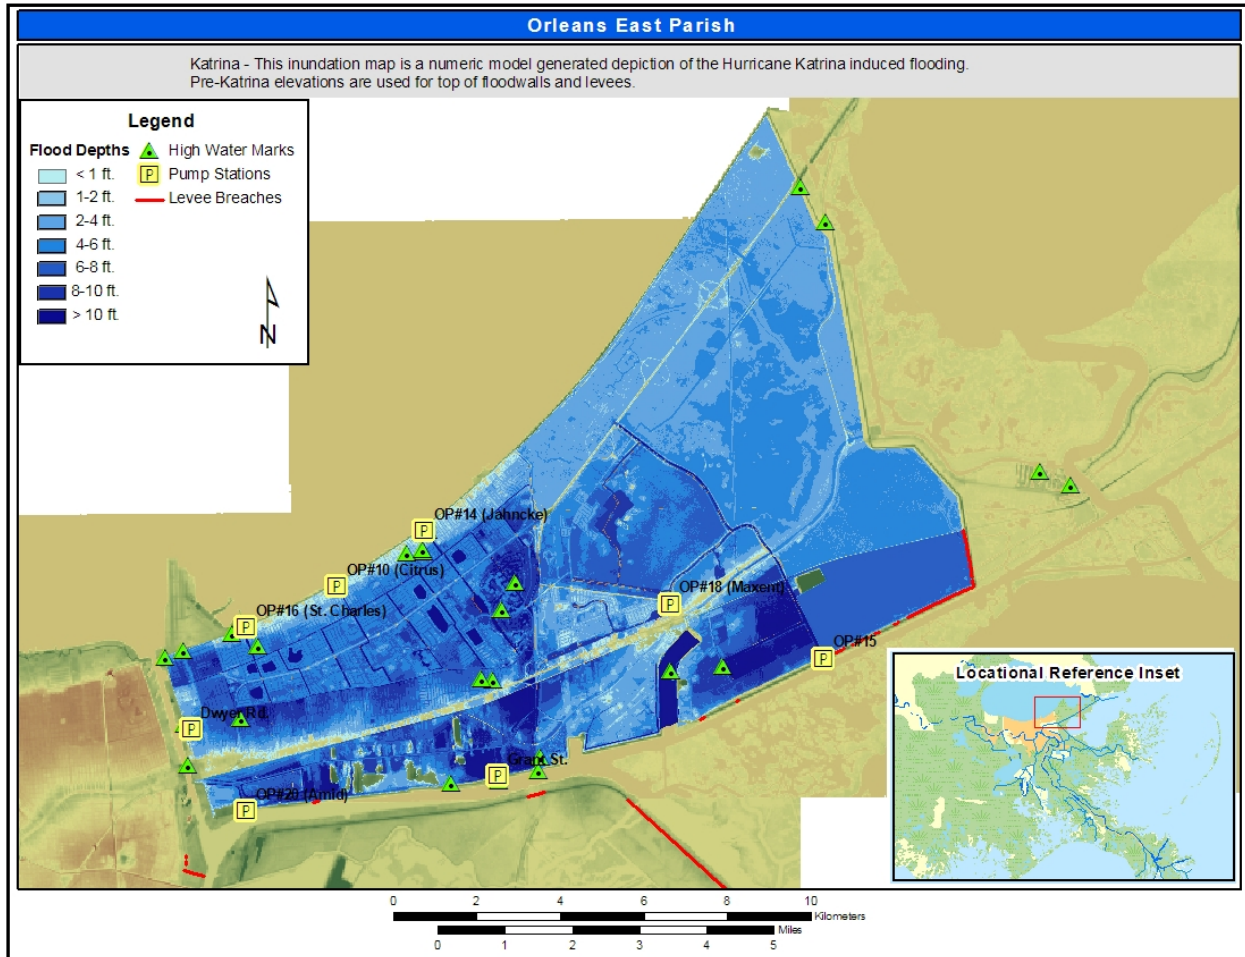 Orleans East Parish
Katrina - This inundation map is a numeric model generated depiction of the Hurricane Katrina induced flooding.
Pre-Katrina elevations are used for top of floodwalls and levees.
Legend
Flood Depths
High Water Marks
< 1 ft.
P Pump Stations
1-2 ft.
Levee Breaches
2-4 ft.
4-6 ft.
6-8 ft.
8-10 ft.
> 10 ft.
N
OP#14 (Jahncke)
P
OP#10 (Citrus)
P
OP#16 (St. Charles)
P
OP#18 (Maxent)
P
OP#15
P
Dwyer Rd.
P
Grant St.
P
OP#20 (Amid)
P
Locational Reference Inset
0 2 4 6 8 10
Kilometers
Miles
0 1 2 3 4 5